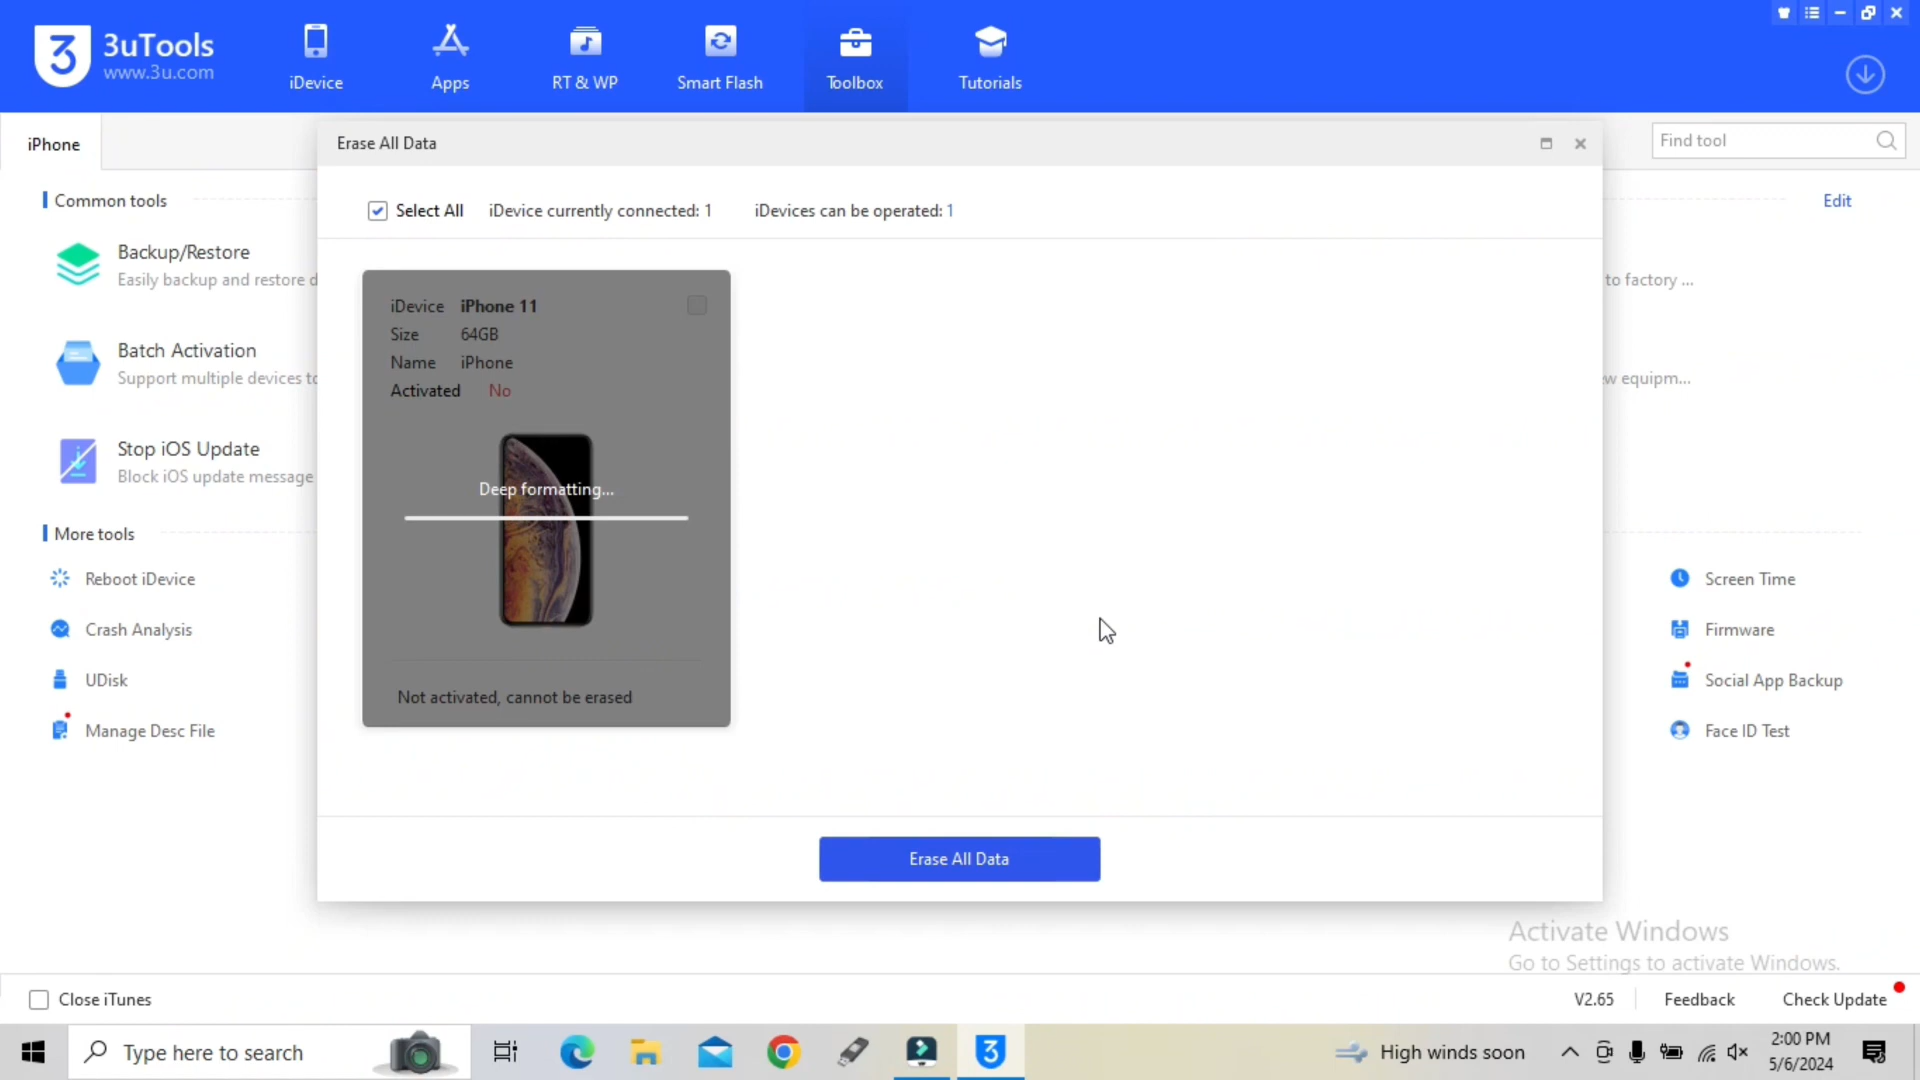 3 3uTools
www.3u.com
iDevice
Apps
RT & WP
Smart Flash
Toolbox
Tutorials
iPhone
Erase All Data
Find tool
Select All iDevice currently connected: 1 iDevices can be operated: 1
Common tools
Edit
Backup/Restore
Easily backup and restore d
to factory ...
Batch Activation
Support multiple devices to
ew equipm...
Stop iOS Update
Block iOS update message
iDevice iPhone 11
Size 64GB
Name iPhone
Activated No
Deep formatting...
Not activated, cannot be erased
More tools
Reboot iDevice
Crash Analysis
UDisk
Manage Desc File
Screen Time
Firmware
Social App Backup
Face ID Test
Erase All Data
Activate Windows
Go to Settings to activate Windows.
Close iTunes
V2.65
Feedback
Check Update
Type here to search
3
High winds soon
2:00 PM
5/6/2024